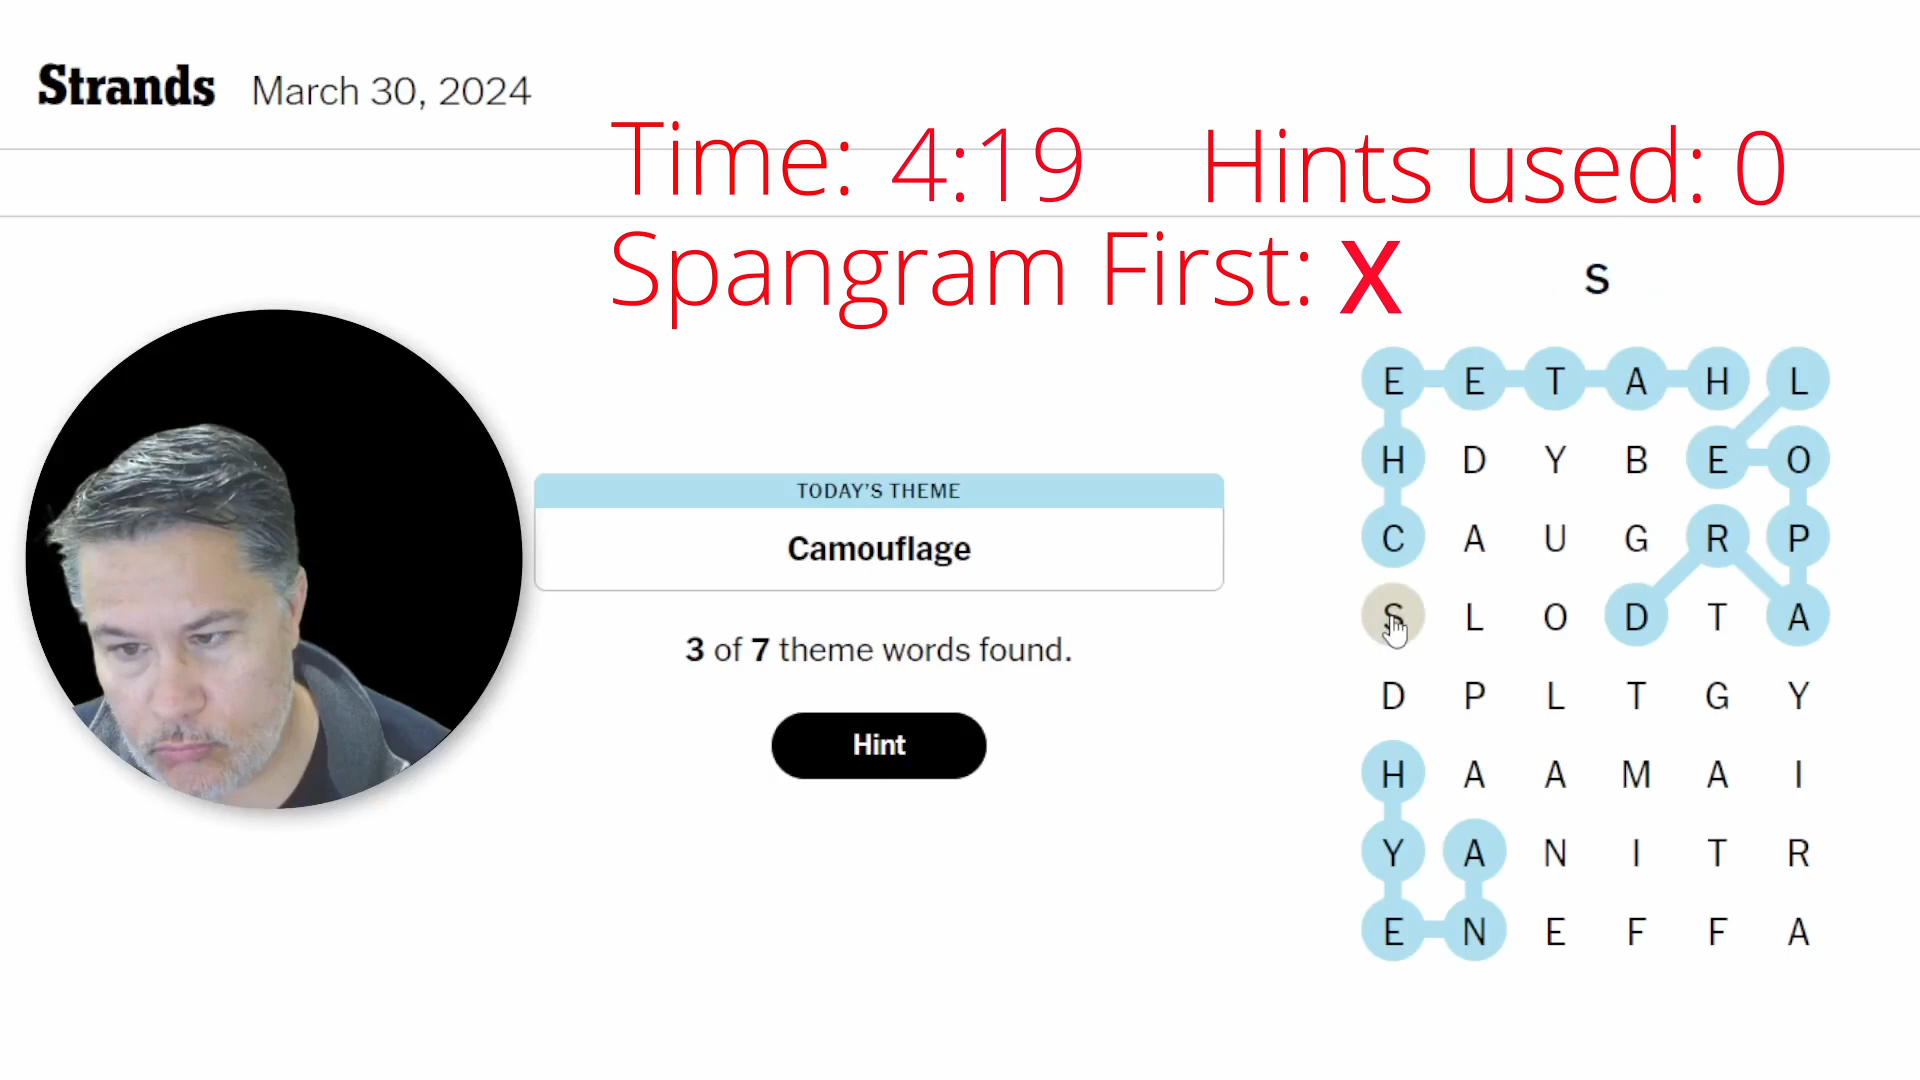 Strands March 30, 2024
Time: 4:19 Hints used: 0
Spangram First: X
S
TODAY'S THEME
Camouflage
3 of 7 theme words found.
Hint
E E T A H L
H D Y B E O
C A U G R P
S L O D T A
D P L T G Y
H A A M A I
Y A N I T R
E N E F F A